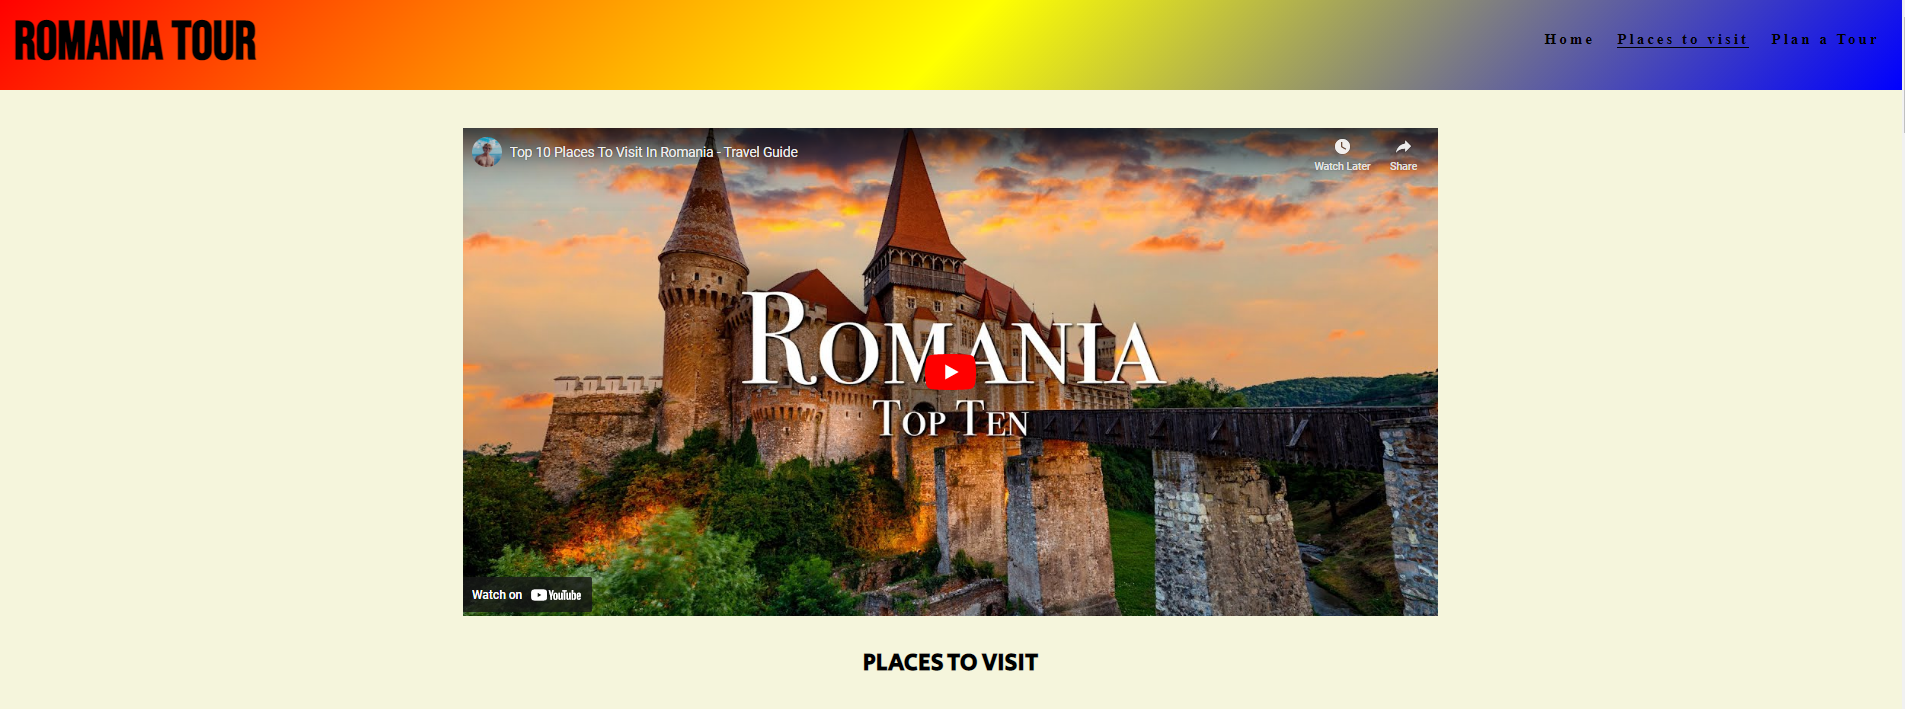 ROMANIA TOUR
Home Places to visit Plan a Tour
Top 10 Places To Visit In Romania - Travel Guide
Watch Later Share
ROMANIA
TOP TEN
Watch on YouTube
PLACES TO VISIT